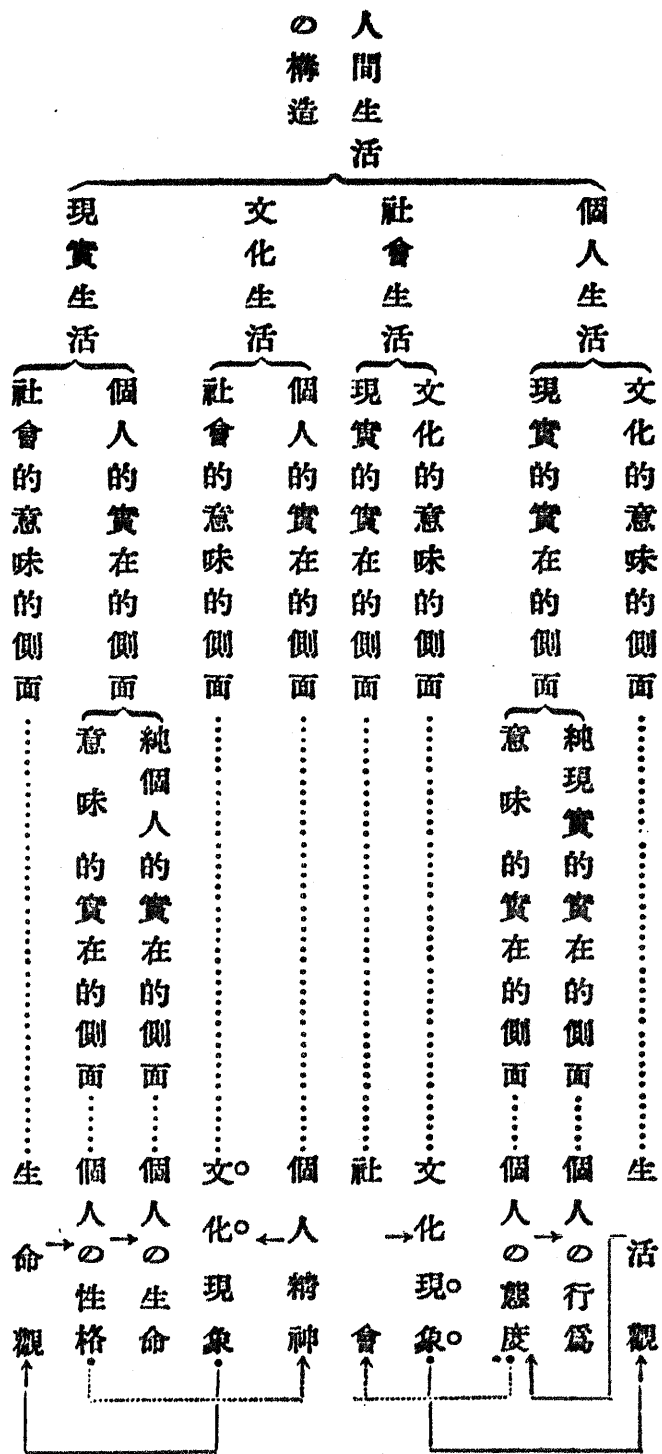 人間生活
の構造
個人生活
文化的意味的側面
生活觀
現實的實在的側面
純現實的實在的側面
個人の行爲
意味的實在的側面
個人の態度
社會生活
文化的意味的側面
文化現象
現實的實在的側面
社會
文化生活
個人的實在的側面
個人精神
社會的意味的側面
文化現象
現實生活
個人的實在的側面
純個人的實在的側面
個人の生命
意味的實在的側面
個人の性格
社會的意味的側面
生命觀